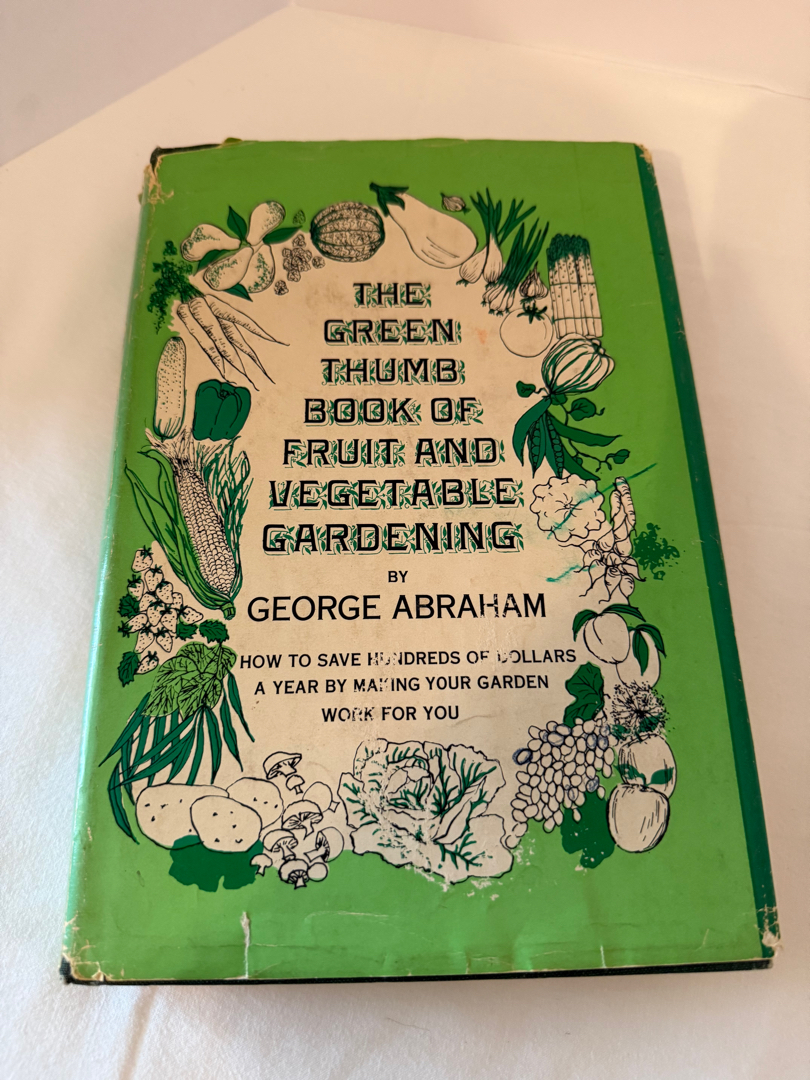 THE
GREEN
THUMB
BOOK OF
FRUIT AND
VEGETABLE
GARDENING
BY
GEORGE ABRAHAM
HOW TO SAVE HUNDREDS OF DOLLARS
A YEAR BY MAKING YOUR GARDEN
WORK FOR YOU